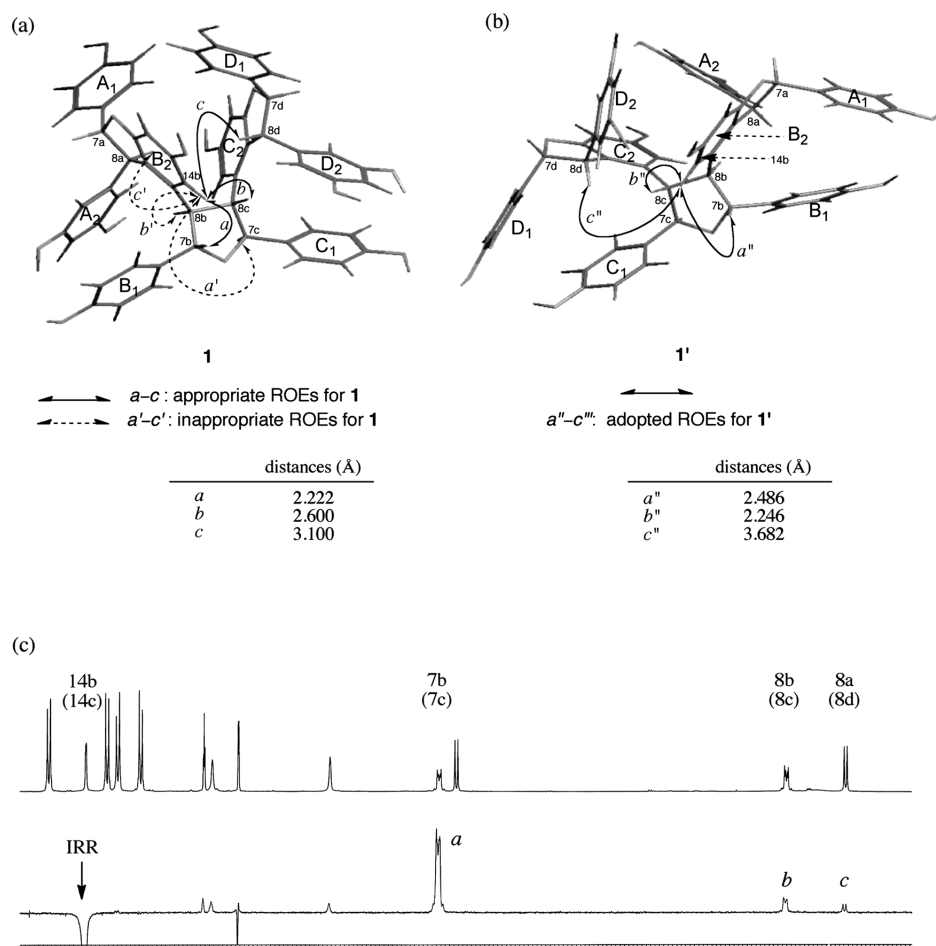 (a)
(b)
A1
D1
7d
c
8d
7a
8a
B2
C2
14b
D2
c'
b
b'
8b
8c
A2
a
7b
7c
C1
B1
a'
A2
7a
A1
8a
D2
B2
C2
14b
b"
7d
8d
8b
8c
7b
c"
7c
B1
D1
a"
C1
1
1'
a–c : appropriate ROEs for 1
a'–c' : inappropriate ROEs for 1
a"–c"': adopted ROEs for 1'
distances (Å)
a 2.222
b 2.600
c 3.100
distances (Å)
a" 2.486
b" 2.246
c" 3.682
(c)
14b
(14c)
7b
(7c)
8b
(8c)
8a
(8d)
IRR
a
b
c